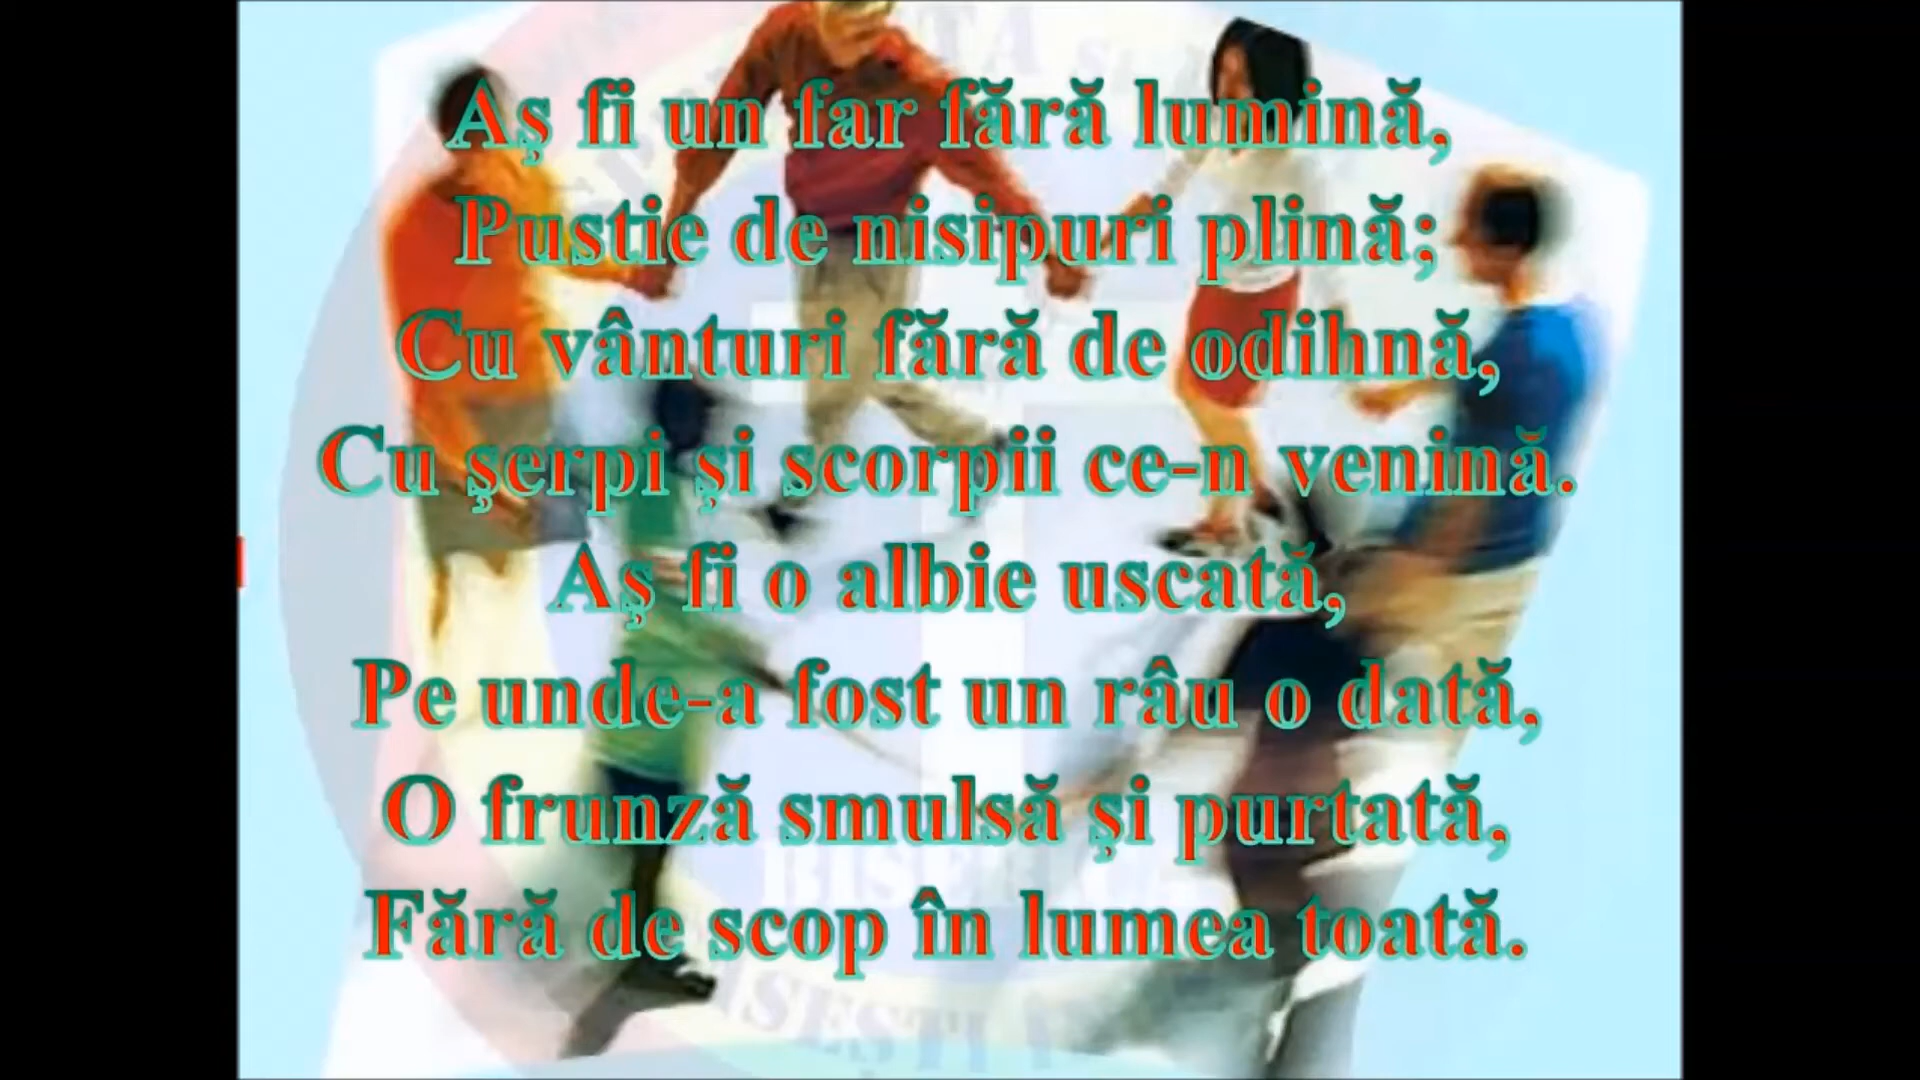 Aş fi un far fără lumină,
Pustie de nisipuri plină;
Cu vânturi fără de odihnă,
Cu şerpi şi scorpii ce-n venină.
Aş fi o albie uscată,
Pe unde-a fost un râu o dată,
O frunză smulsă şi purtată,
Fără de scop în lumea toată.